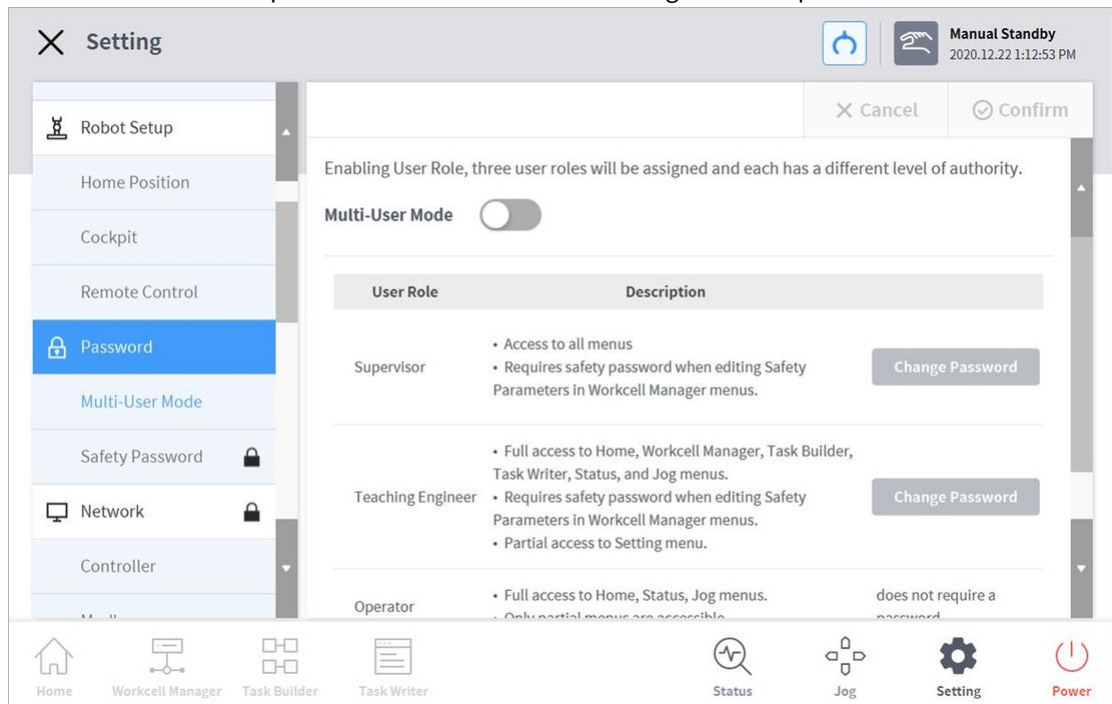 Setting
Manual Standby
2020.12.22 1:12:53 PM
Robot Setup
Home Position
Cockpit
Remote Control
Password
Multi-User Mode
Safety Password
Network
Controller
Cancel
Confirm
Enabling User Role, three user roles will be assigned and each has a different level of authority.
Multi-User Mode
User Role Description
Supervisor
• Access to all menus
• Requires safety password when editing Safety
Parameters in Workcell Manager menus.
Change Password
Teaching Engineer
• Full access to Home, Workcell Manager, Task Builder,
Task Writer, Status, and Jog menus.
• Requires safety password when editing Safety
Parameters in Workcell Manager menus.
• Partial access to Setting menu.
Change Password
Operator
• Full access to Home, Status, Jog menus.
• Only partial menus are accessible
does not require a
password
Home
Workcell Manager
Task Builder
Task Writer
Status
Jog
Setting
Power